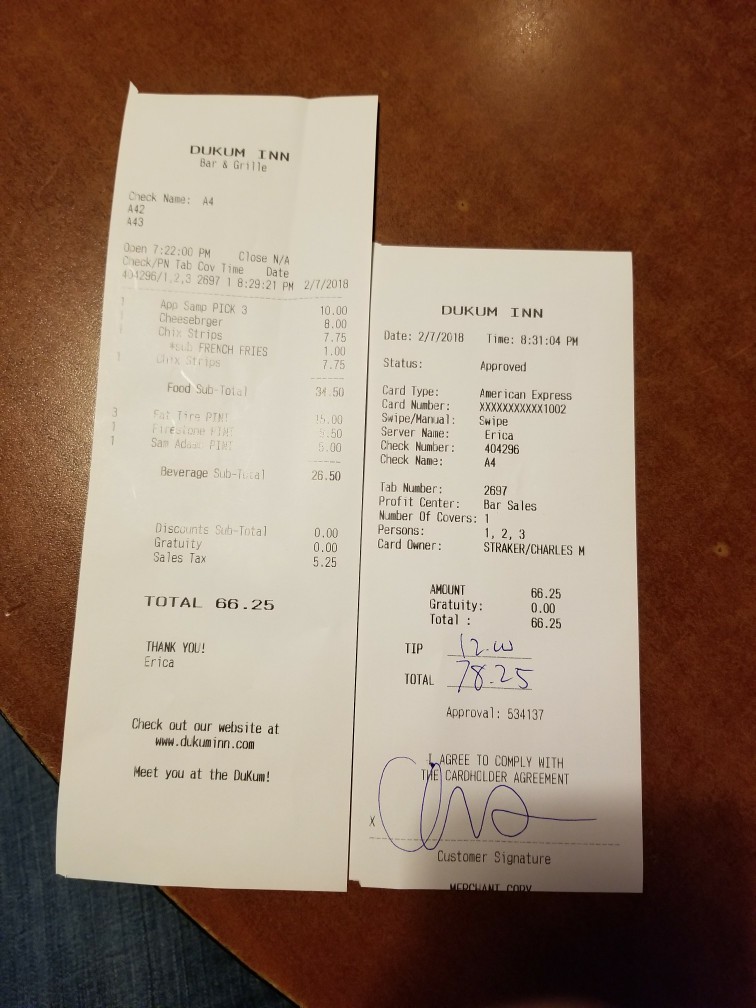 DUKUM INN
Bar & Grille
Check Name: A4
A42
A43
Open 7:22:00 PM Close N/A
Check/PN Tab Cov Time Date
404296/1,2,3 2697 1 8:29:21 PM 2/7/2018
1 App Samp PICK 3 10.00
1 Cheesebrger 8.00
1 Chix Strips 7.75
*sub FRENCH FRIES 1.00
1 Chix Strips 7.75
Food Sub-Total 34.50
3 Fat Tire PINT 15.00
1 Firestone PINT 5.50
1 Sam Adams PINT 6.00
Beverage Sub-Total 26.50
Discounts Sub-Total 0.00
Gratuity 0.00
Sales Tax 5.25
TOTAL 66.25
THANK YOU!
Erica
Check out our website at
www.dukuminn.com
Meet you at the DuKum!
DUKUM INN
Date: 2/7/2018 Time: 8:31:04 PM
Status: Approved
Card Type: American Express
Card Number: XXXXXXXXXXX1002
Swipe/Manual: Swipe
Server Name: Erica
Check Number: 404296
Check Name: A4
Tab Number: 2697
Profit Center: Bar Sales
Number Of Covers: 1
Persons: 1, 2, 3
Card Owner: STRAKER/CHARLES M
AMOUNT 66.25
Gratuity: 0.00
Total : 66.25
TIP 12.00
TOTAL 78.25
Approval: 534137
I AGREE TO COMPLY WITH
THE CARDHOLDER AGREEMENT
X
Customer Signature
MERCHANT COPY